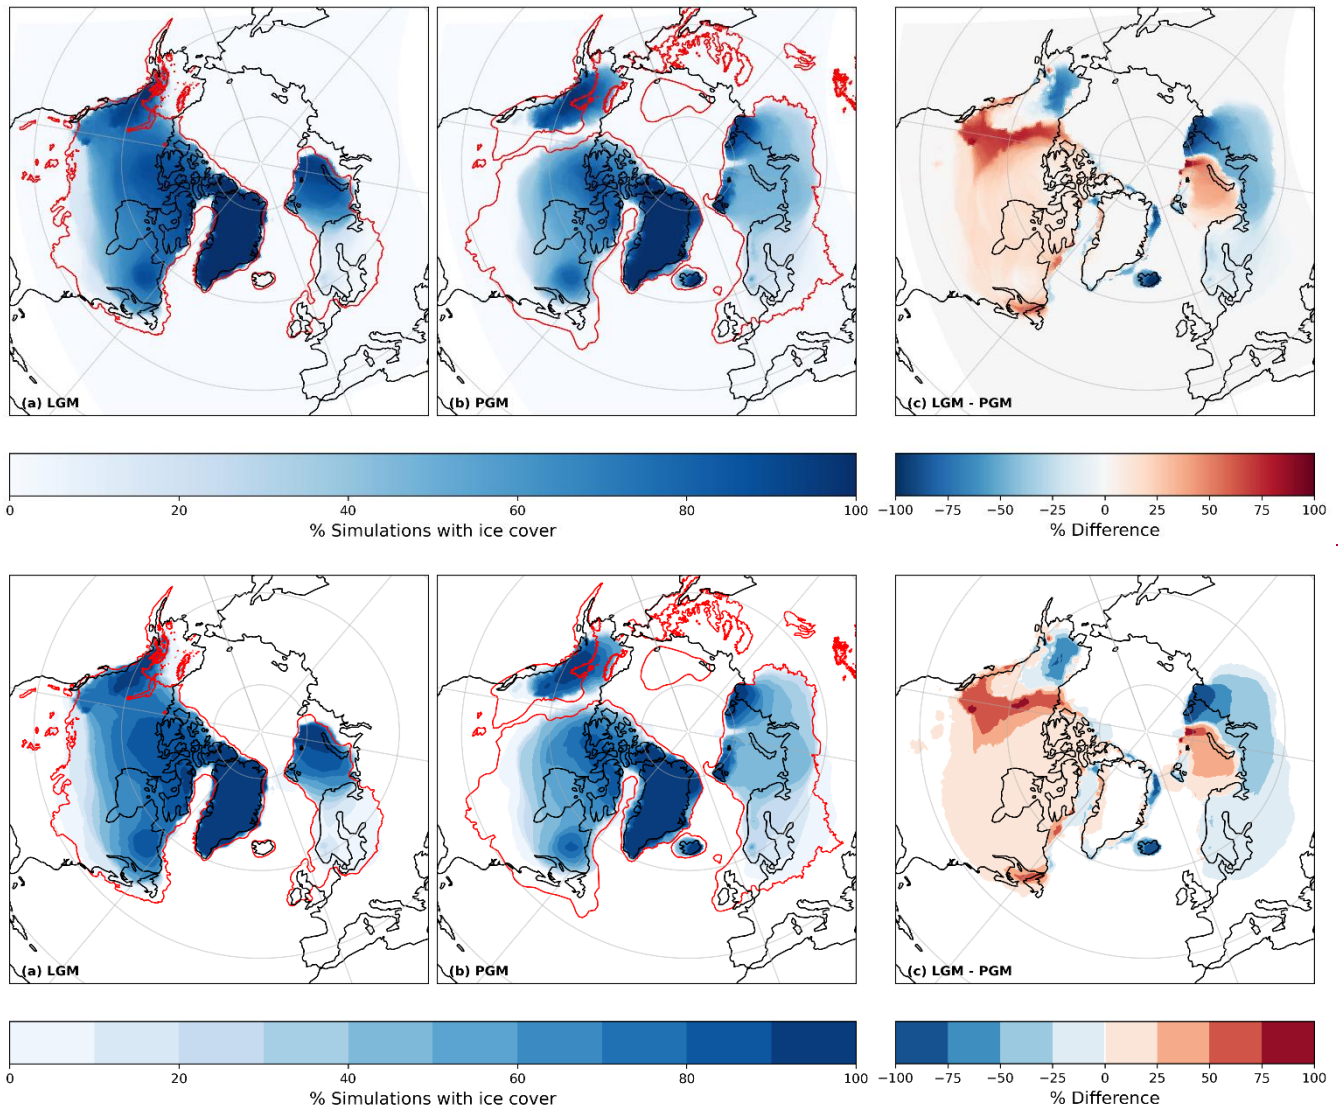 (a) LGM
(b) PGM
(c) LGM - PGM
0 20 40 60 80 100
% Simulations with ice cover
−100 −75 −50 −25 0 25 50 75 100
% Difference
(a) LGM
(b) PGM
(c) LGM - PGM
0 20 40 60 80 100
% Simulations with ice cover
−100 −75 −50 −25 0 25 50 75 100
% Difference